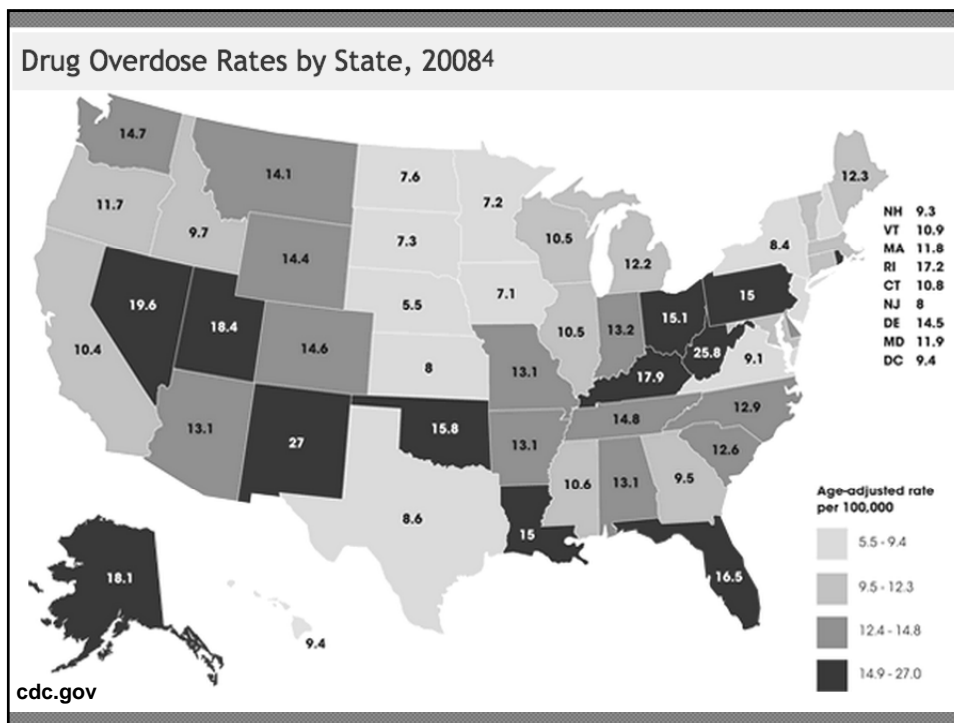 Drug Overdose Rates by State, 2008⁴
14.7
14.1
7.6
7.2
12.3
11.7
9.7
14.4
7.3
10.5
12.2
8.4
NH 9.3
VT 10.9
MA 11.8
RI 17.2
CT 10.8
NJ 8
DE 14.5
MD 11.9
DC 9.4
19.6
18.4
5.5
7.1
10.4
14.6
8
13.1
10.5
13.2
15.1
15
25.8
9.1
17.9
13.1
27
15.8
13.1
14.8
12.9
12.6
8.6
15
10.6
13.1
9.5
16.5
18.1
9.4
Age-adjusted rate
per 100,000
5.5 - 9.4
9.5 - 12.3
12.4 - 14.8
14.9 - 27.0
cdc.gov